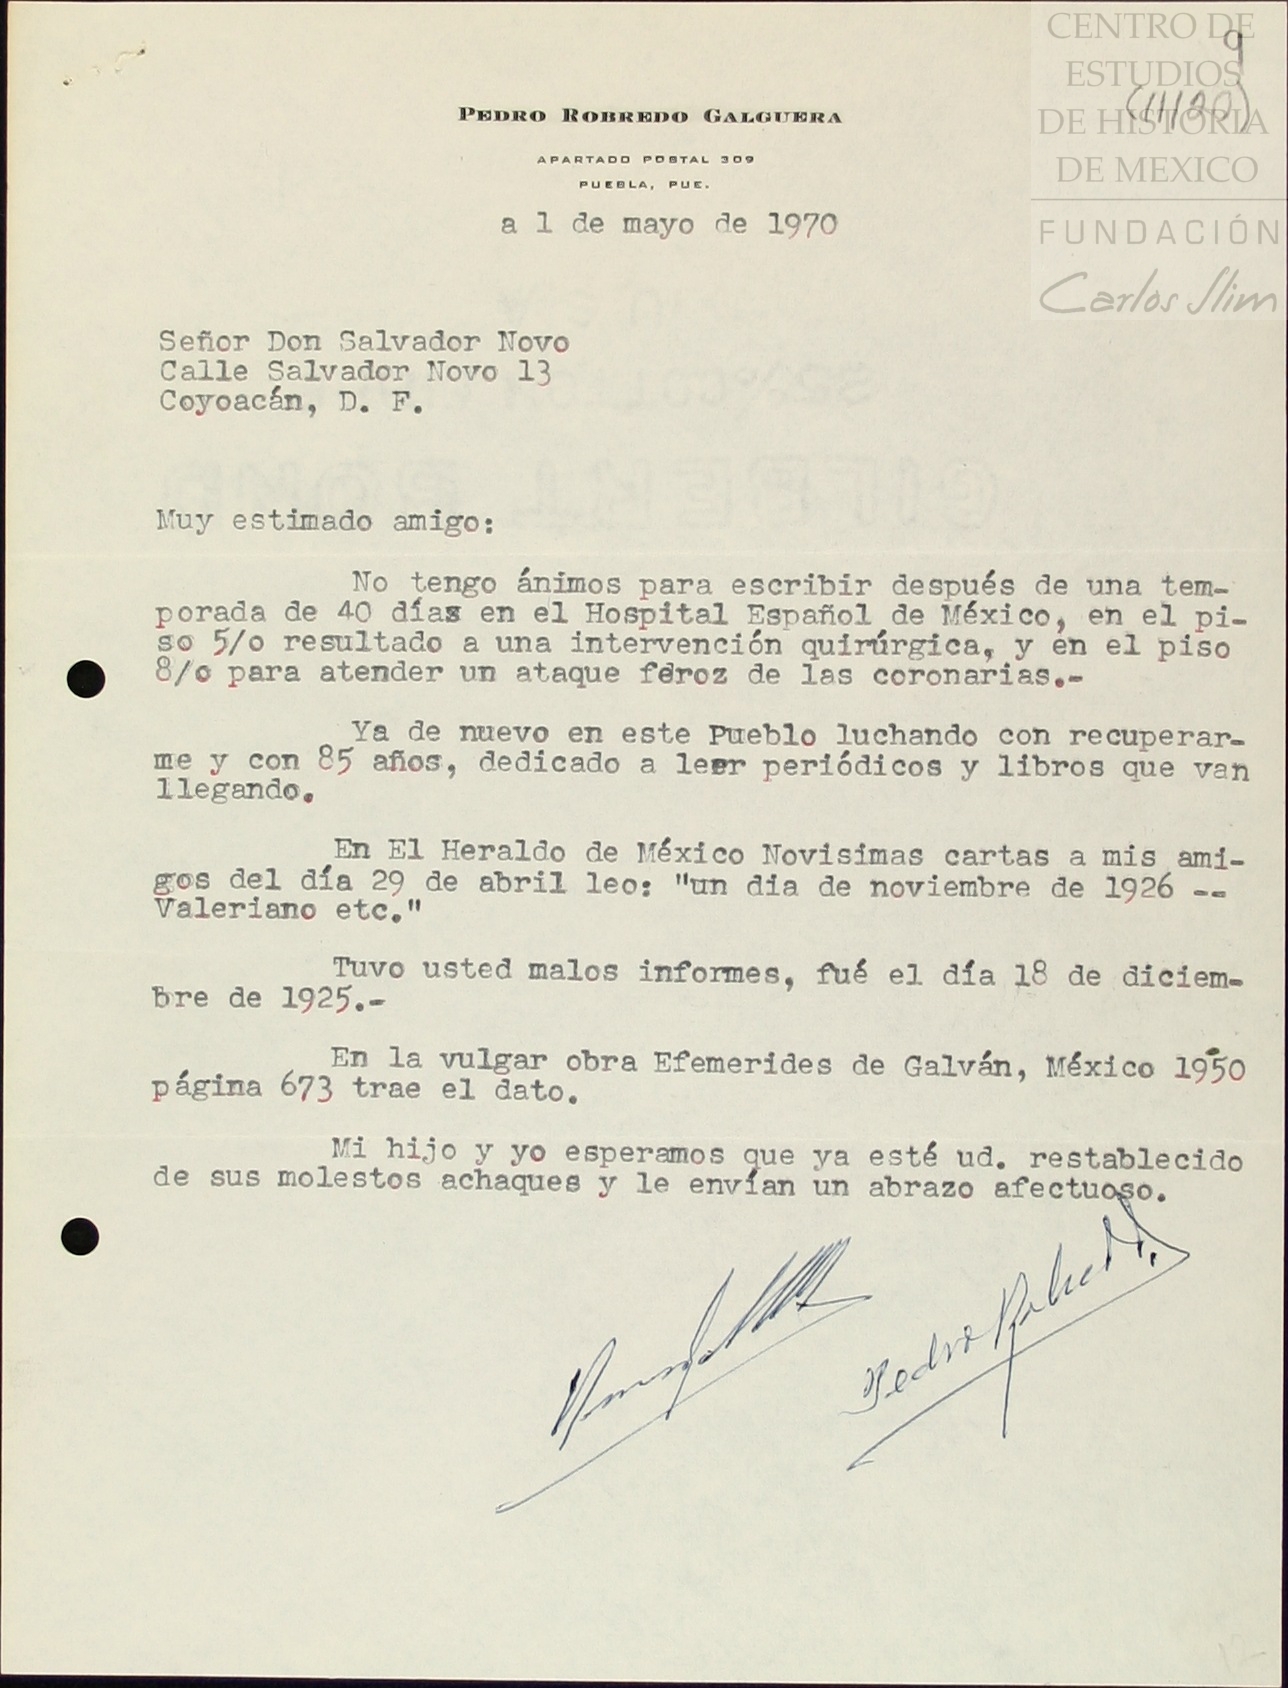 CENTRO DE
ESTUDIOS
DE HISTORIA
DE MEXICO
FUNDACIÓN
Carlos Slim
9
(11/20)
PEDRO ROBREDO GALGUERA
APARTADO POSTAL 309
PUEBLA, PUE.
a 1 de mayo de 1970
Señor Don Salvador Novo
Calle Salvador Novo 13
Coyoacán, D. F.
Muy estimado amigo:
No tengo ánimos para escribir después de una tem-
porada de 40 días en el Hospital Español de México, en el pi-
so 5/o resultado a una intervención quirúrgica, y en el piso
8/o para atender un ataque feroz de las coronarias.-
Ya de nuevo en este Pueblo luchando con recuperar-
me y con 85 años, dedicado a leer periódicos y libros que van
llegando.
En El Heraldo de México Novisimas cartas a mis ami-
gos del día 29 de abril leo: "un dia de noviembre de 1926 --
Valeriano etc."
Tuvo usted malos informes, fué el día 18 de diciem-
bre de 1925.-
En la vulgar obra Efemerides de Galván, México 1950
página 673 trae el dato.
Mi hijo y yo esperamos que ya esté ud. restablecido
de sus molestos achaques y le envían un abrazo afectuoso.
Pedro Robredo